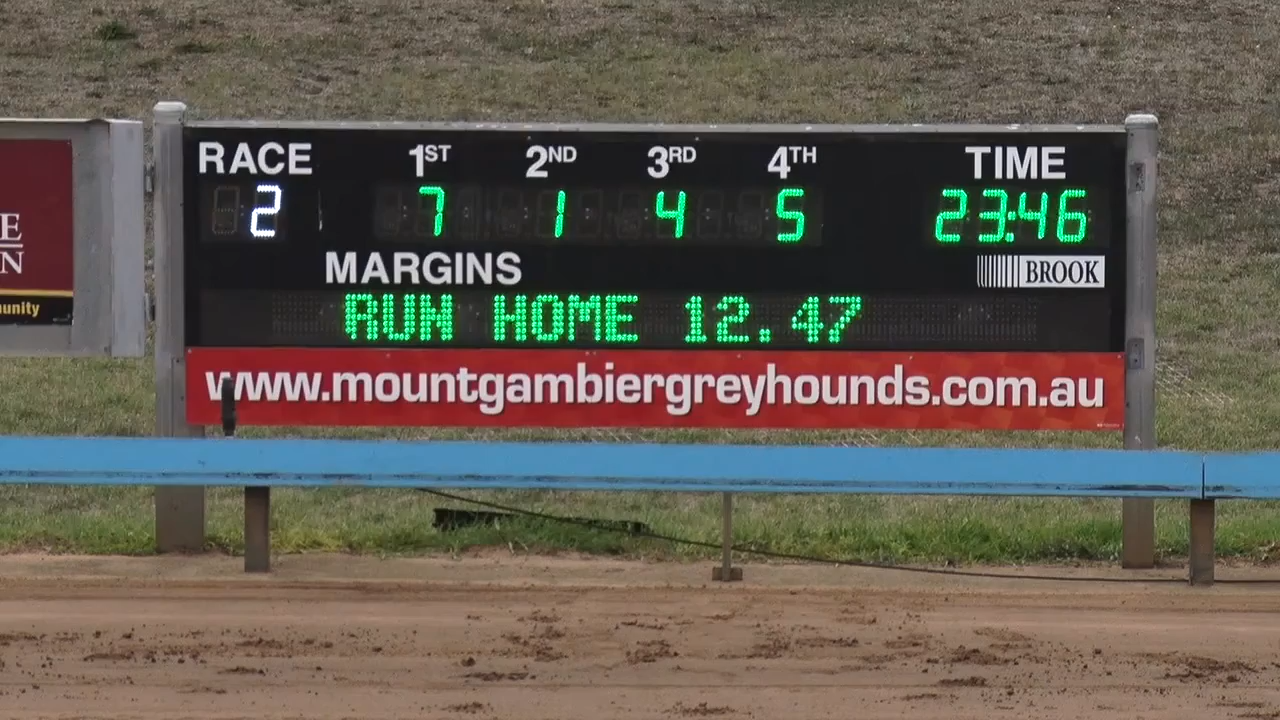 RACE 1ST 2ND 3RD 4TH TIME
2 7 1 4 5 23:46
MARGINS
BROOK
RUN HOME 12.47
www.mountgambiergreyhounds.com.au
E
N
unity